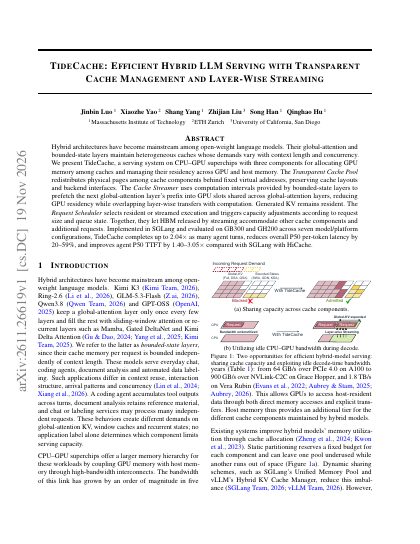 TIDECACHE: EFFICIENT HYBRID LLM SERVING WITH TRANSPARENT
CACHE MANAGEMENT AND LAYER-WISE STREAMING
Jinbin Luo 1 Xiaozhe Yao 2 Shang Yang 1 Zhijian Liu 3 Song Han 1 Qinghao Hu 1
1Massachusetts Institute of Technology 2ETH Zurich 3University of California, San Diego
ABSTRACT
Hybrid architectures have become mainstream among open-weight language models. Their global-attention and
bounded-state layers maintain heterogeneous caches whose demands vary with context length and concurrency.
We present TideCache, a serving system on CPU–GPU superchips with three components for allocating GPU
memory among caches and managing their residency across GPU and host memory. The Transparent Cache Pool
redistributes physical pages among components behind fixed virtual addresses, preserving cache layouts
and backend interfaces. The Cache Streamer uses computation intervals provided by bounded-state layers to
prefetch the next global-attention layer's prefix into GPU slots shared across global-attention layers, reducing
GPU residency while overlapping layer-wise transfers with computation. Generated KV remains resident. The
Request Scheduler selects resident or streamed execution and triggers capacity adjustments according to
request size and queue state. Together, they let HBM released by streaming accommodate other cache components and
additional requests. Implemented in SGLang and evaluated on GB300 and GH200 across seven model/platform
configurations, TideCache completes up to 2.04× as many agent turns, reduces overall P50 per-token latency by
20–59%, and improves agent P50 TTFT by 1.40–3.05× compared with SGLang with HiCache.
1 INTRODUCTION
Hybrid architectures have become mainstream among open-
weight language models. Kimi K3 (Kimi Team, 2026),
Ring-2.6 (Li et al., 2026), GLM-5.3-Flash (Z.ai, 2026),
Qwen3.8 (Qwen Team, 2026) and GPT-OSS (OpenAI,
2025) keep a global-attention layer only once every few
layers and fill the rest with sliding-window attention or re-
current layers such as Mamba, Gated DeltaNet and Kimi
Delta Attention (Gu & Dao, 2024; Yang et al., 2025; Kimi
Team, 2025). We refer to the later as bounded-state layers,
since their cache memory per request is bounded indepen-
dently of context length. These models serve everyday chat,
coding agents, document analysis and automated data label-
ing. Such applications differ in context reuse, interaction
structure, arrival patterns and concurrency (Lin et al., 2024;
Xiang et al., 2026). A coding agent accumulates tool outputs
across turns, document analysis retains reference material,
and chat or labeling services may process many independent
requests. These behaviors create different demands on
global-attention KV, window caches and recurrent states; no
application label alone determines which component limits
serving capacity.
CPU–GPU superchips offer a larger memory hierarchy for
these workloads by coupling GPU memory with host mem-
ory through high-bandwidth interconnects. The bandwidth
of this link has grown by an order of magnitude in five
Incoming Request Demand
With TideCache
Blocked
Admitted
(a) Sharing capacity across cache components.
With TideCache
(b) Utilizing idle CPU–GPU bandwidth during decode.
Figure 1: Two opportunities for efficient hybrid-model serving:
sharing cache capacity and exploiting idle decode-time bandwidth.
years (Table 1): from 64 GB/s over PCIe 4.0 on A100 to
900 GB/s over NVLink-C2C on Grace Hopper, and 1.8 TB/s
on Vera Rubin (Evans et al., 2022; Aubrey & Stam, 2025;
Aubrey, 2026). This allows GPUs to access host-resident
data through both direct memory accesses and explicit trans-
fers. Host memory thus provides an additional tier for the
different cache components maintained by hybrid models.
Existing systems improve hybrid models' memory utiliza-
tion through cache allocation (Zheng et al., 2024; Kwon
et al., 2023). Static partitioning reserves a fixed budget for
each component and can leave one pool underused while
another runs out of space (Figure 1a). Dynamic sharing
schemes, such as SGLang's Unified Memory Pool and
vLLM's Hybrid KV Cache Manager, reduce this imbal-
ance (SGLang Team, 2026; vLLM Team, 2026). However,
arXiv:2611.26619v1 [cs.DC] 19 Nov 2026